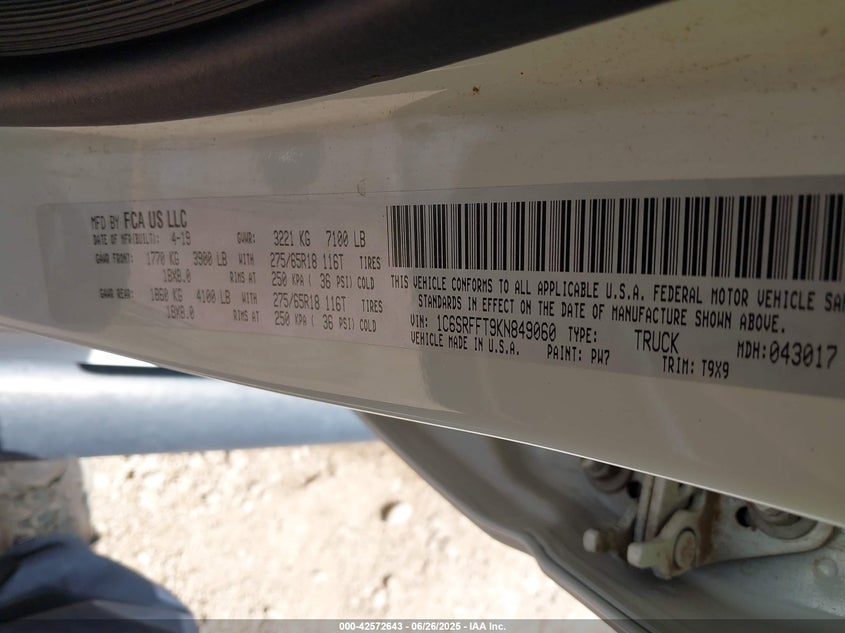 MFD BY FCA US LLC
DATE OF MFR(BUILT): 4-19 GVWR: 3221 KG 7100 LB
GAWR FRONT: 1770 KG 3900 LB WITH 275/65R18 116T TIRES
18X8.0 RIMS AT 250 KPA ( 36 PSI) COLD
GAWR REAR: 1860 KG 4100 LB WITH 275/65R18 116T TIRES
18X8.0 RIMS AT 250 KPA ( 36 PSI) COLD
THIS VEHICLE CONFORMS TO ALL APPLICABLE U.S.A. FEDERAL MOTOR VEHICLE SA
STANDARDS IN EFFECT ON THE DATE OF MANUFACTURE SHOWN ABOVE.
VIN: 1C6SRFFT9KN849060 TYPE: TRUCK MDH: 043017
VEHICLE MADE IN U.S.A. PAINT: PW7 TRIM: T9X9
000-42572643 | 06/26/2025 - IAA Inc.